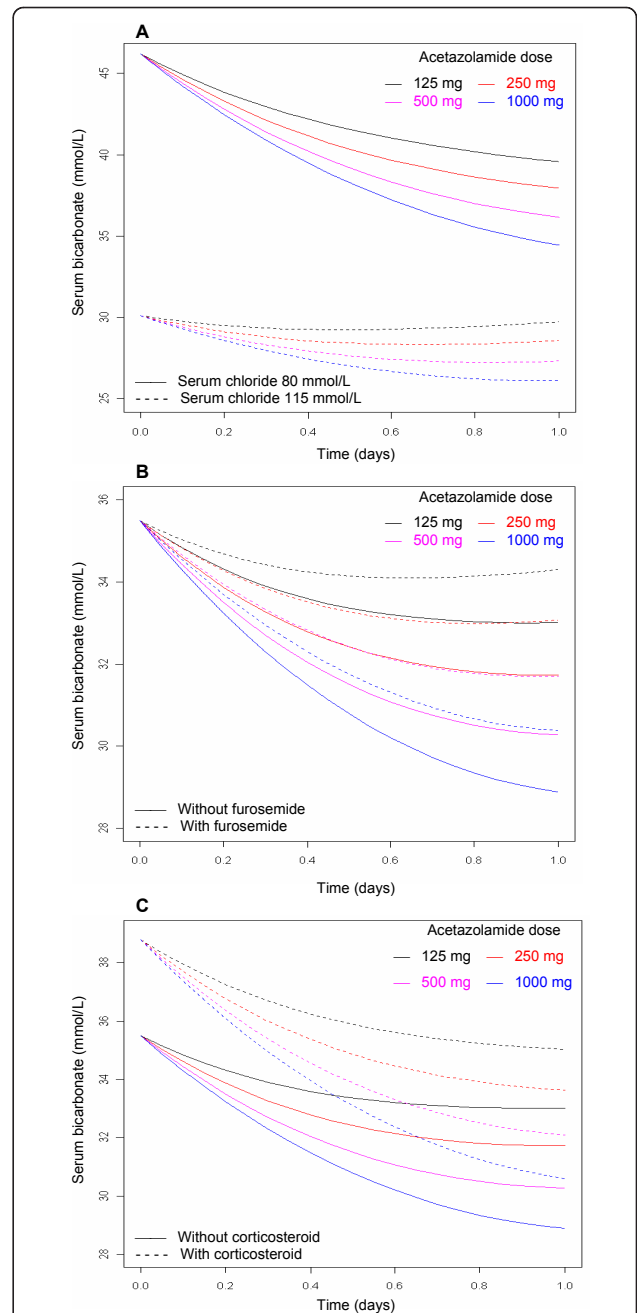 A
Acetazolamide dose
125 mg 250 mg
500 mg 1000 mg
Serum bicarbonate (mmol/L)
45
40
35
30
25
Serum chloride 80 mmol/L
Serum chloride 115 mmol/L
0.0 0.2 0.4 0.6 0.8 1.0
Time (days)
B
Acetazolamide dose
125 mg 250 mg
500 mg 1000 mg
Serum bicarbonate (mmol/L)
36
34
32
30
28
Without furosemide
With furosemide
0.0 0.2 0.4 0.6 0.8 1.0
Time (days)
C
Acetazolamide dose
125 mg 250 mg
500 mg 1000 mg
Serum bicarbonate (mmol/L)
38
36
34
32
30
28
Without corticosteroid
With corticosteroid
0.0 0.2 0.4 0.6 0.8 1.0
Time (days)